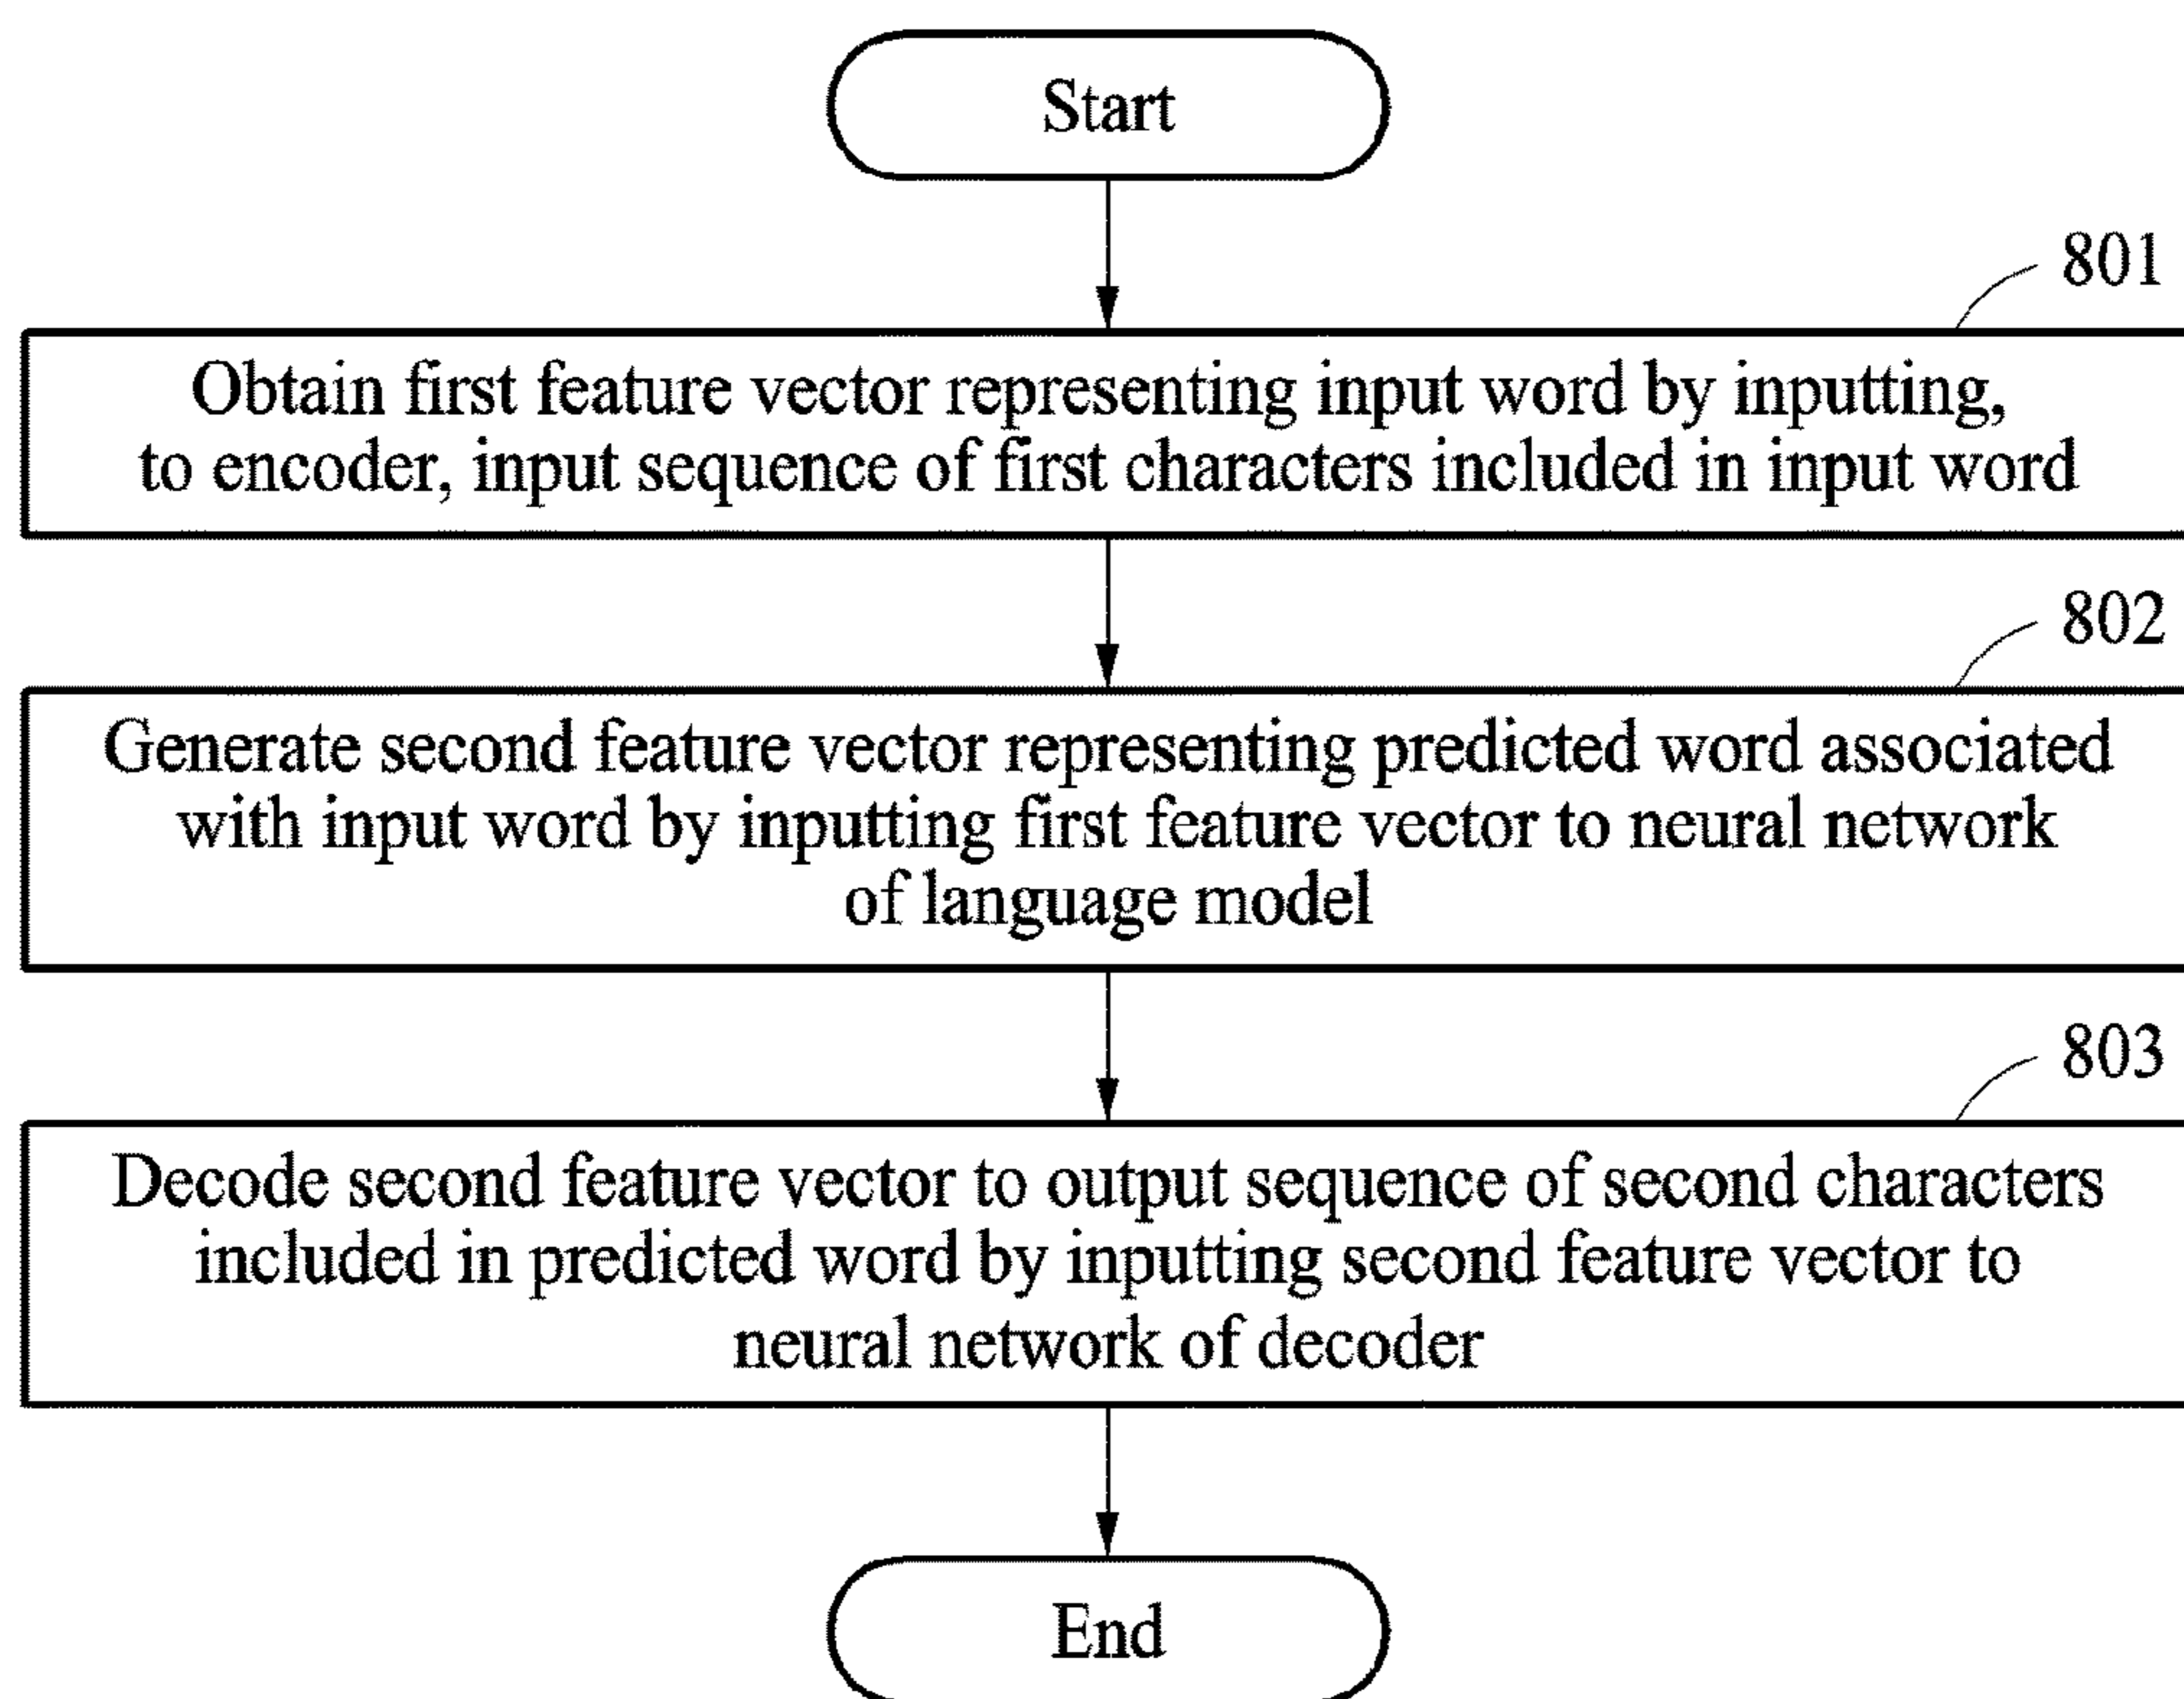 Start
801
Obtain first feature vector representing input word by inputting,
to encoder, input sequence of first characters included in input word
802
Generate second feature vector representing predicted word associated
with input word by inputting first feature vector to neural network
of language model
803
Decode second feature vector to output sequence of second characters
included in predicted word by inputting second feature vector to
neural network of decoder
End